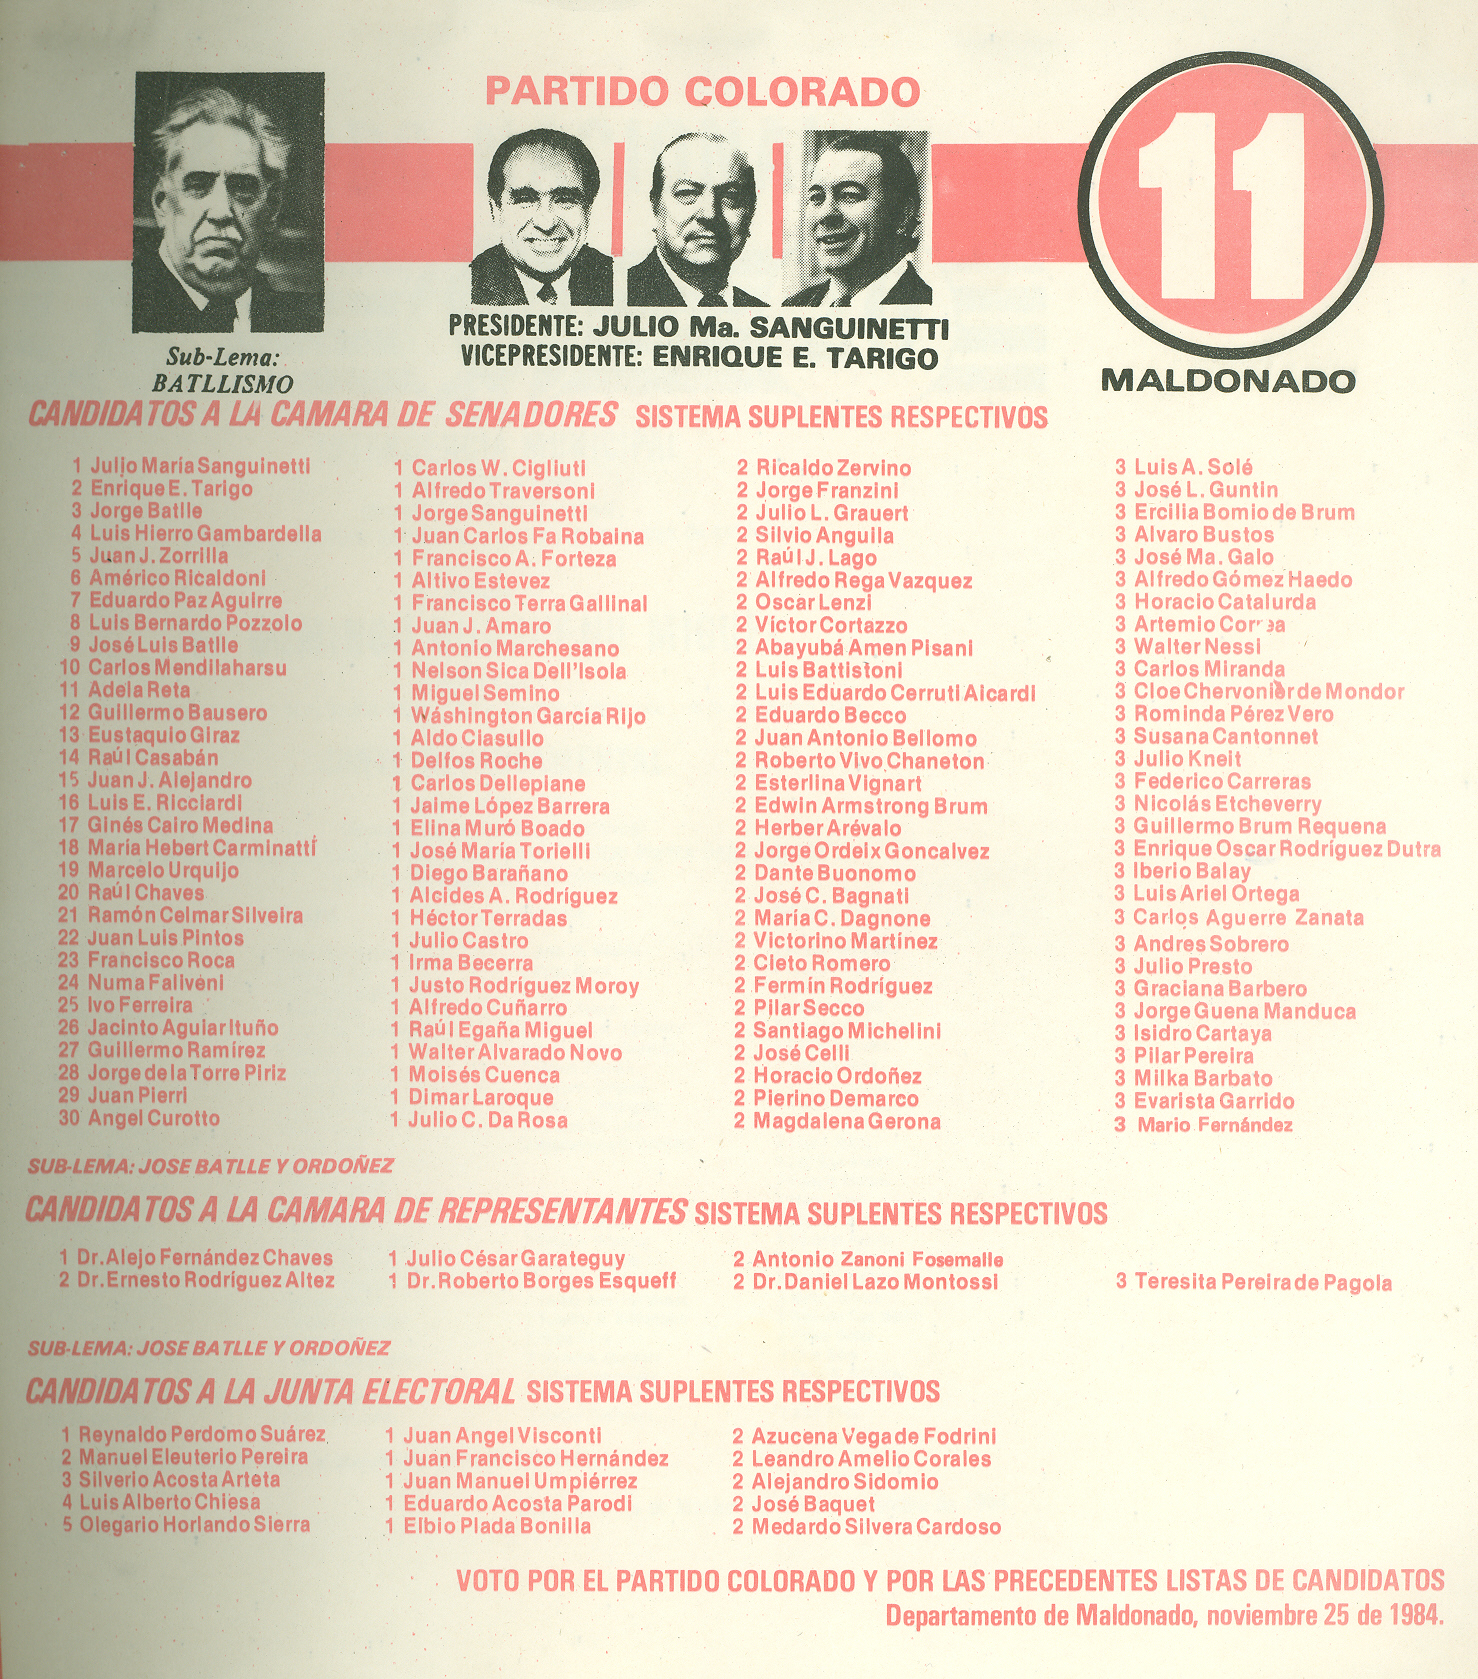 PARTIDO COLORADO
11
PRESIDENTE: JULIO Ma. SANGUINETTI
VICEPRESIDENTE: ENRIQUE E. TARIGO
Sub-Lema:
BATLLISMO
MALDONADO
CANDIDATOS A LA CAMARA DE SENADORES SISTEMA SUPLENTES RESPECTIVOS
1 Julio María Sanguinetti 1 Carlos W. Cigliuti 2 Ricaldo Zervino 3 Luis A. Solé
2 Enrique E. Tarigo 1 Alfredo Traversoni 2 Jorge Franzini 3 José L. Guntin
3 Jorge Batlle 1 Jorge Sanguinetti 2 Julio L. Grauert 3 Ercilia Bomio de Brum
4 Luis Hierro Gambardella 1 Juan Carlos Fa Robaina 2 Silvio Angulla 3 Alvaro Bustos
5 Juan J. Zorrilla 1 Francisco A. Forteza 2 Raúl J. Lago 3 José Ma. Galo
6 Américo Ricaldoni 1 Altivo Estevez 2 Alfredo Rega Vazquez 3 Alfredo Gómez Haedo
7 Eduardo Paz Aguirre 1 Francisco Terra Gallinal 2 Oscar Lenzi 3 Horacio Catalurda
8 Luis Bernardo Pozzolo 1 Juan J. Amaro 2 Víctor Cortazzo 3 Artemio Correa
9 José Luis Batlle 1 Antonio Marchesano 2 Abayubá Amen Pisani 3 Walter Nessi
10 Carlos Mendilaharsu 1 Nelson Sica Dell'Isola 2 Luis Battistoni 3 Carlos Miranda
11 Adela Reta 1 Miguel Semino 2 Luis Eduardo Cerruti Aicardi 3 Cloe Chervonier de Mondor
12 Guillermo Bausero 1 Wáshington García Rijo 2 Eduardo Becco 3 Rominda Pérez Vero
13 Eustaquio Giraz 1 Aldo Ciasullo 2 Juan Antonio Bellomo 3 Susana Cantonnet
14 Raúl Casabán 1 Delfos Roche 2 Roberto Vivo Chaneton 3 Julio Kneit
15 Juan J. Alejandro 1 Carlos Dellepiane 2 Esterlina Vignart 3 Federico Carreras
16 Luis E. Ricciardi 1 Jaime López Barrera 2 Edwin Armstrong Brum 3 Nicolás Etcheverry
17 Ginés Cairo Medina 1 Elina Muró Boado 2 Herber Arévalo 3 Guillermo Brum Requena
18 María Hebert Carminattí 1 José María Torielli 2 Jorge Ordeix Goncalvez 3 Enrique Oscar Rodríguez Dutra
19 Marcelo Urquijo 1 Diego Barañano 2 Dante Buonomo 3 Iberio Balay
20 Raúl Chaves 1 Alcides A. Rodríguez 2 José C. Bagnati 3 Luis Ariel Ortega
21 Ramón Celmar Silveira 1 Héctor Terradas 2 María C. Dagnone 3 Carlos Aguerre Zanata
22 Juan Luis Pintos 1 Julio Castro 2 Victorino Martínez 3 Andres Sobrero
23 Francisco Roca 1 Irma Becerra 2 Cleto Romero 3 Julio Presto
24 Numa Falivéni 1 Justo Rodríguez Moroy 2 Fermín Rodríguez 3 Graciana Barbero
25 Ivo Ferreira 1 Alfredo Cuñarro 2 Pilar Secco 3 Jorge Guena Manduca
26 Jacinto Aguiar Ituño 1 Raúl Egaña Miguel 2 Santiago Michelini 3 Isidro Cartaya
27 Guillermo Ramírez 1 Walter Alvarado Novo 2 José Celli 3 Pilar Pereira
28 Jorge de la Torre Piriz 1 Moisés Cuenca 2 Horacio Ordoñez 3 Milka Barbato
29 Juan Pierri 1 Dimar Laroque 2 Pierino Demarco 3 Evarista Garrido
30 Angel Curotto 1 Julio C. Da Rosa 2 Magdalena Gerona 3 Mario Fernández
SUB-LEMA: JOSE BATLLE Y ORDOÑEZ
CANDIDATOS A LA CAMARA DE REPRESENTANTES SISTEMA SUPLENTES RESPECTIVOS
1 Dr. Alejo Fernández Chaves 1 Julio César Garateguy 2 Antonio Zanoni Fosemalle
2 Dr. Ernesto Rodríguez Altez 1 Dr. Roberto Borges Esqueff 2 Dr. Daniel Lazo Montossi 3 Teresita Pereira de Pagola
SUB-LEMA: JOSE BATLLE Y ORDOÑEZ
CANDIDATOS A LA JUNTA ELECTORAL SISTEMA SUPLENTES RESPECTIVOS
1 Reynaldo Perdomo Suárez 1 Juan Angel Visconti 2 Azucena Vega de Fodrini
2 Manuel Eleuterio Pereira 1 Juan Francisco Hernández 2 Leandro Amelio Corales
3 Silverio Acosta Arteta 1 Juan Manuel Umpiérrez 2 Alejandro Sidomio
4 Luis Alberto Chiesa 1 Eduardo Acosta Parodi 2 José Baquet
5 Olegario Horlando Sierra 1 Elbio Plada Bonilla 2 Medardo Silvera Cardoso
VOTO POR EL PARTIDO COLORADO Y POR LAS PRECEDENTES LISTAS DE CANDIDATOS
Departamento de Maldonado, noviembre 25 de 1984.